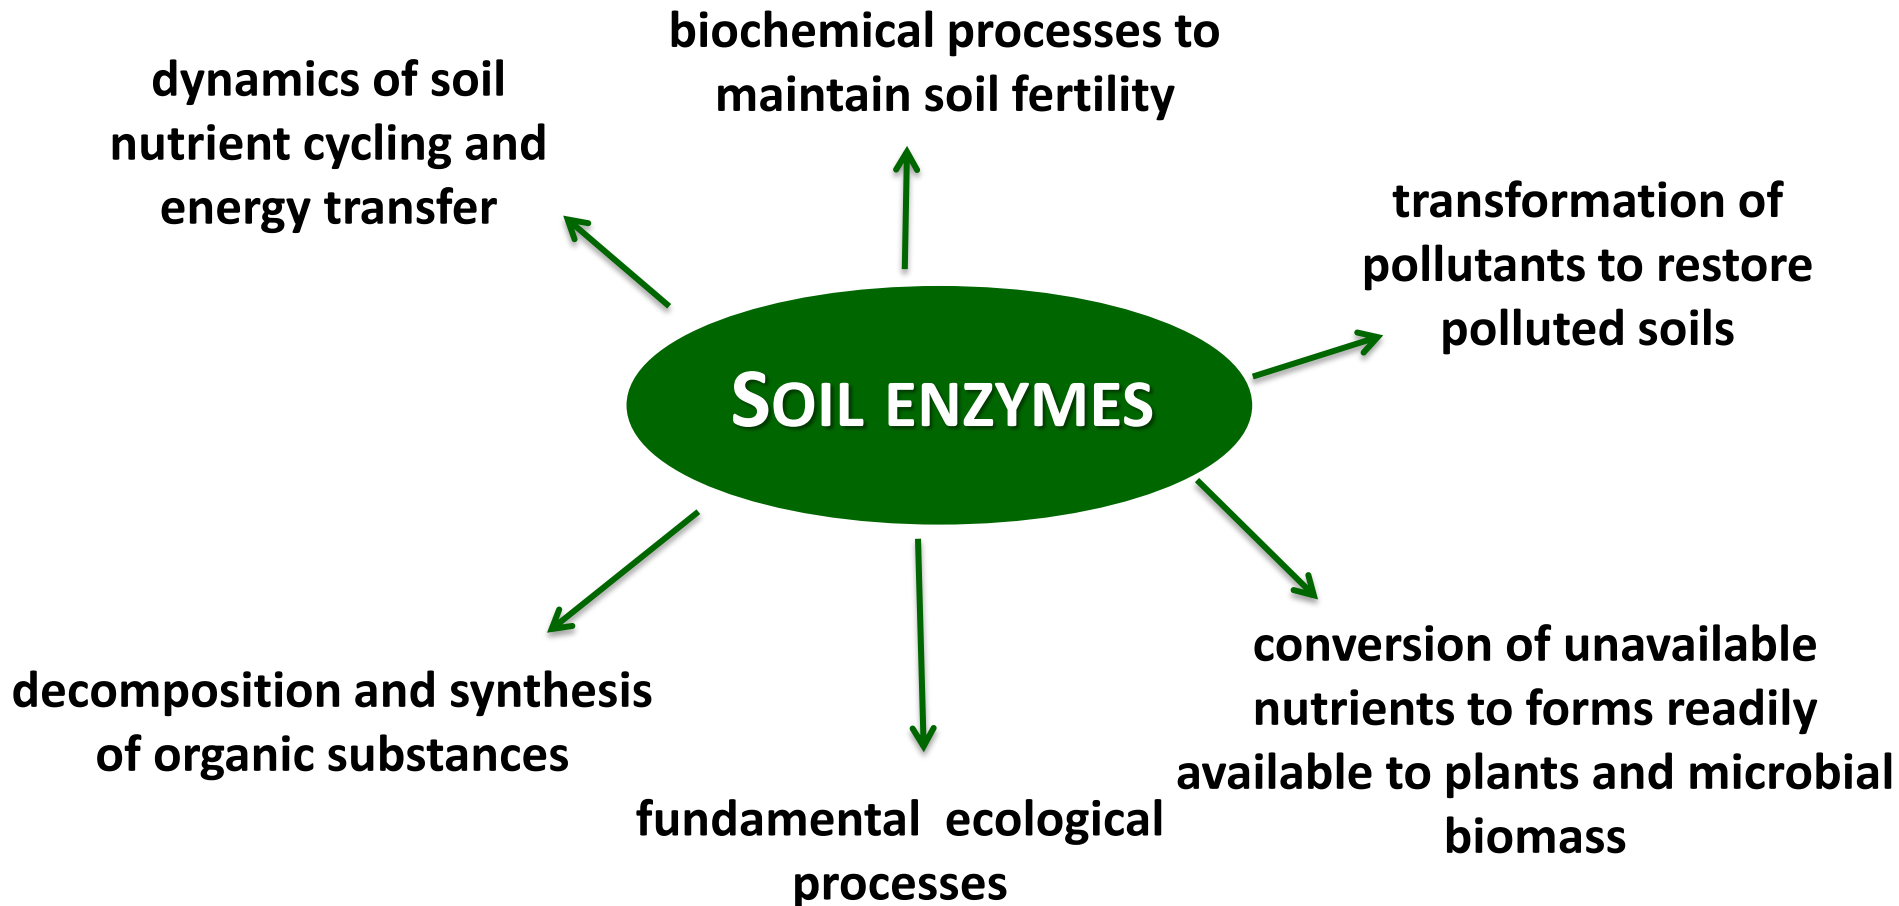 biochemical processes to
maintain soil fertility
dynamics of soil
nutrient cycling and
energy transfer
transformation of
pollutants to restore
polluted soils
SOIL ENZYMES
decomposition and synthesis
of organic substances
fundamental ecological
processes
conversion of unavailable
nutrients to forms readily
available to plants and microbial
biomass